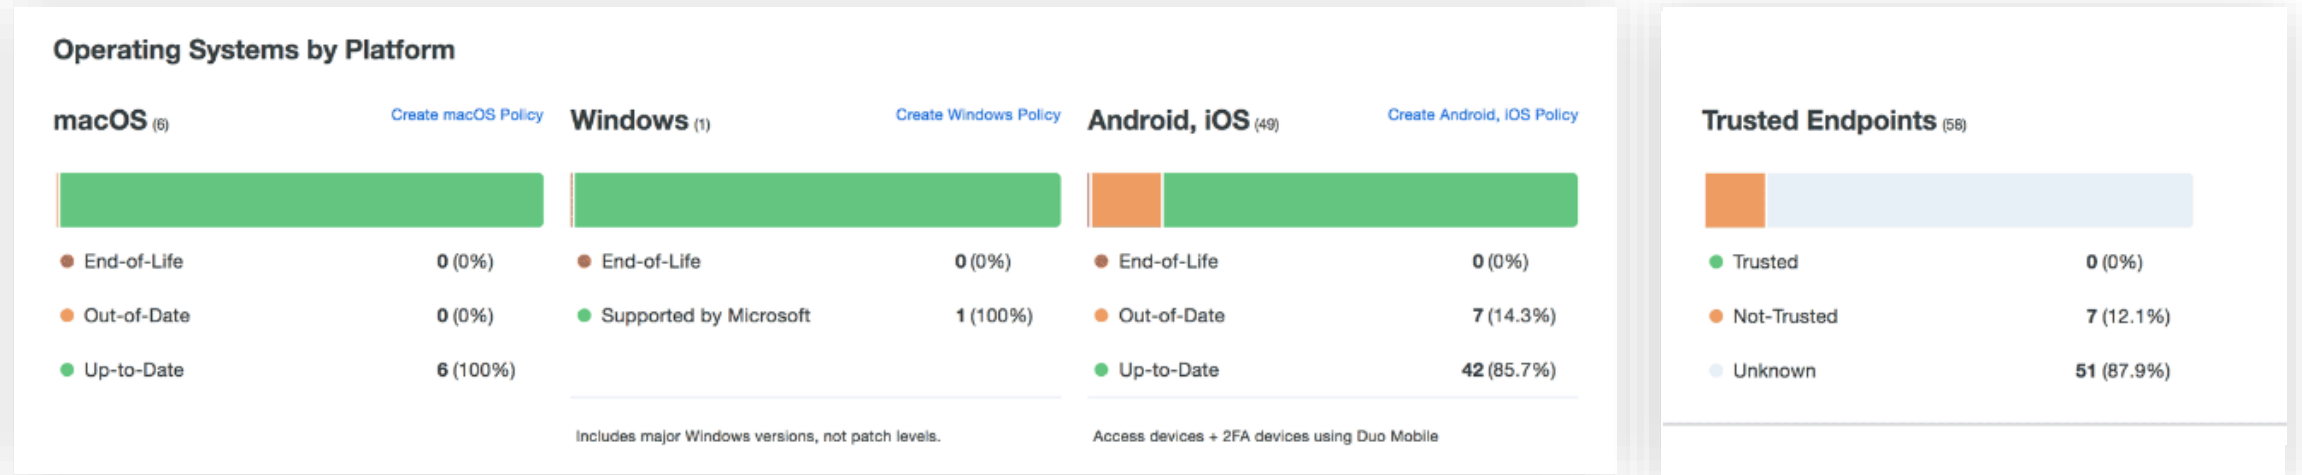 Operating Systems by Platform
macOS (6)
Create macOS Policy
End-of-Life 0 (0%)
Out-of-Date 0 (0%)
Up-to-Date 6 (100%)
Windows (1)
Create Windows Policy
End-of-Life 0 (0%)
Supported by Microsoft 1 (100%)
Includes major Windows versions, not patch levels.
Android, iOS (49)
Create Android, iOS Policy
End-of-Life 0 (0%)
Out-of-Date 7 (14.3%)
Up-to-Date 42 (85.7%)
Access devices + 2FA devices using Duo Mobile
Trusted Endpoints (58)
Trusted 0 (0%)
Not-Trusted 7 (12.1%)
Unknown 51 (87.9%)